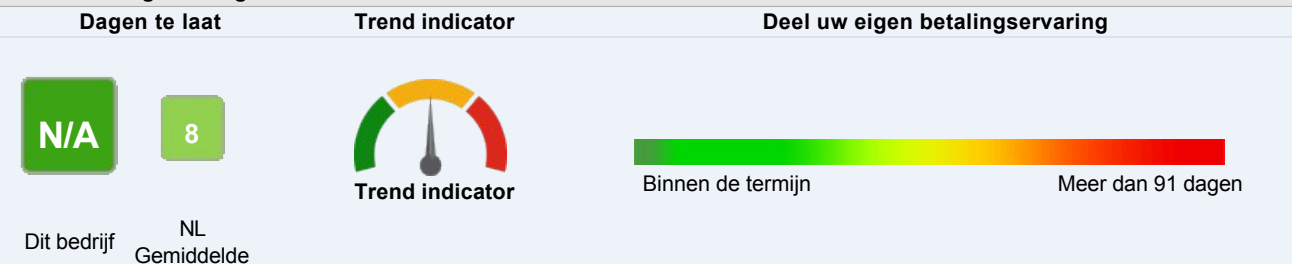 Dagen te laat
Trend indicator
Deel uw eigen betalingservaring
N/A
8
Trend indicator
Binnen de termijn
Meer dan 91 dagen
Dit bedrijf
NL
Gemiddelde